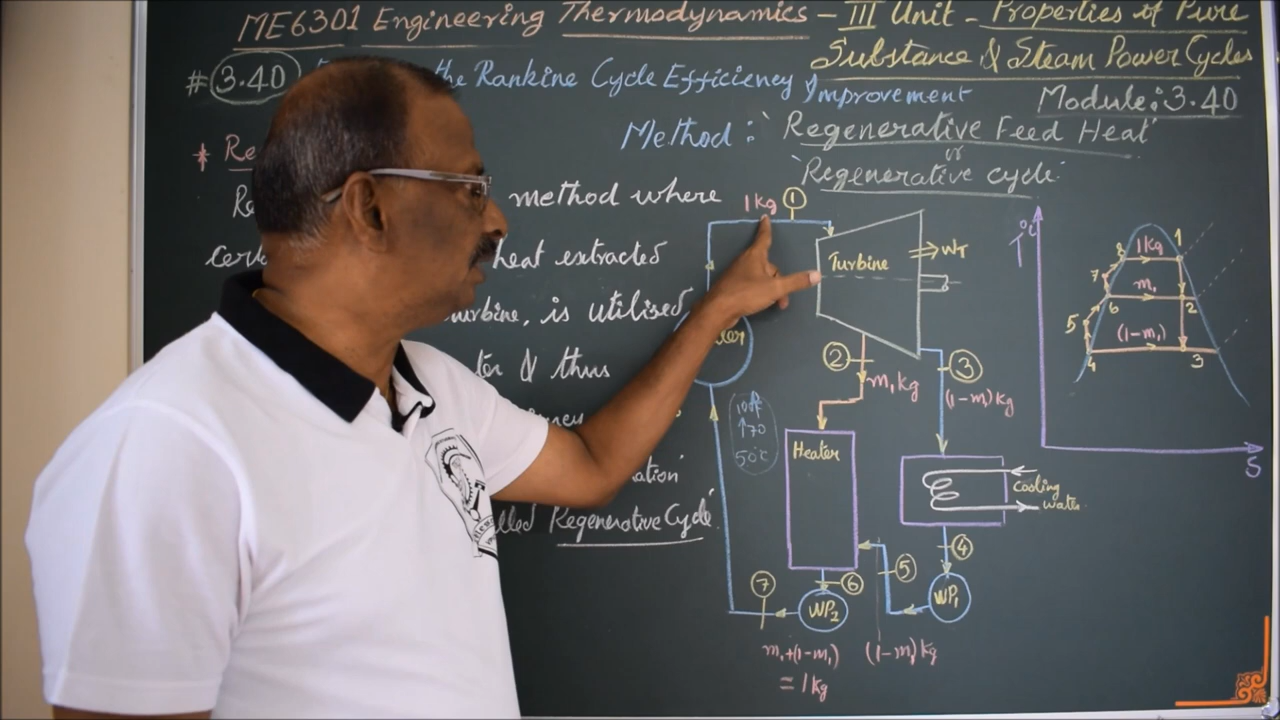 ME6301 Engineering Thermodynamics - III Unit - Properties of Pure
Substance & Steam Power Cycles
# 3.40 the Rankine Cycle Efficiency Improvement
Module: 3.40
Method: 'Regenerative Feed Heat'
or
'Regenerative cycle'
* Re
method where
heat extracted
turbine, is utilised
& thus
called 'Regenerative Cycle'
1 kg 1
Turbine
WT
2
m₁ kg
3
(1-m₁) kg
100°c
↑70
50°c
Heater
Cooling
water
4
5
6
7
WP₂
WP₁
m₁+(1-m₁)
= 1 kg
(1-m₁) kg
T°c
S
8
1 kg
1
7
m₁
6
2
5
(1-m₁)
4
3